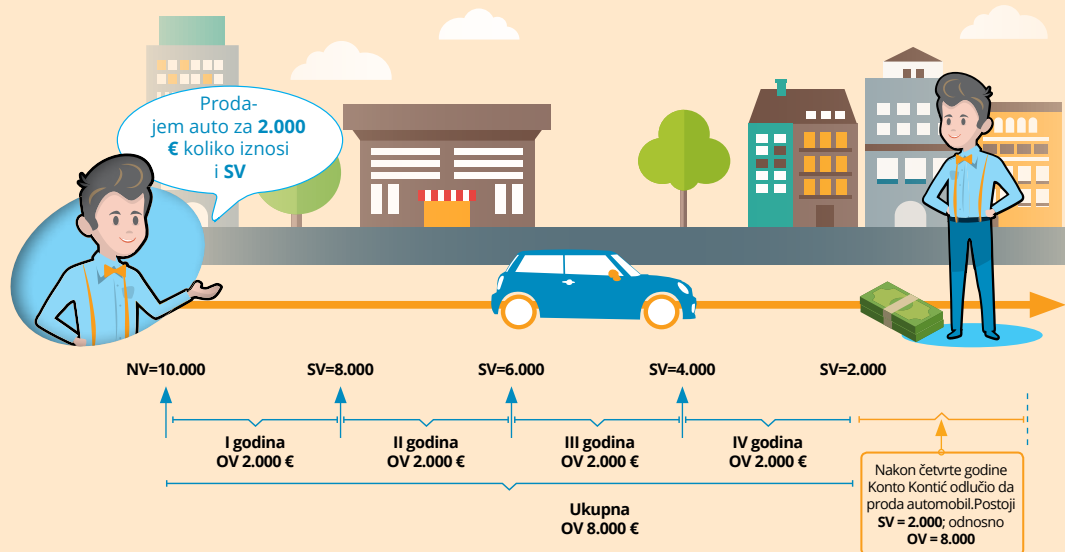 Proda-
jem auto za 2.000
€ koliko iznosi
i SV
NV=10.000
SV=8.000
SV=6.000
SV=4.000
SV=2.000
I godina
OV 2.000 €
II godina
OV 2.000 €
III godina
OV 2.000 €
IV godina
OV 2.000 €
Ukupna
OV 8.000 €
Nakon četvrte godine
Konto Kontić odlučio da
proda automobil.Postoji
SV = 2.000; odnosno
OV = 8.000